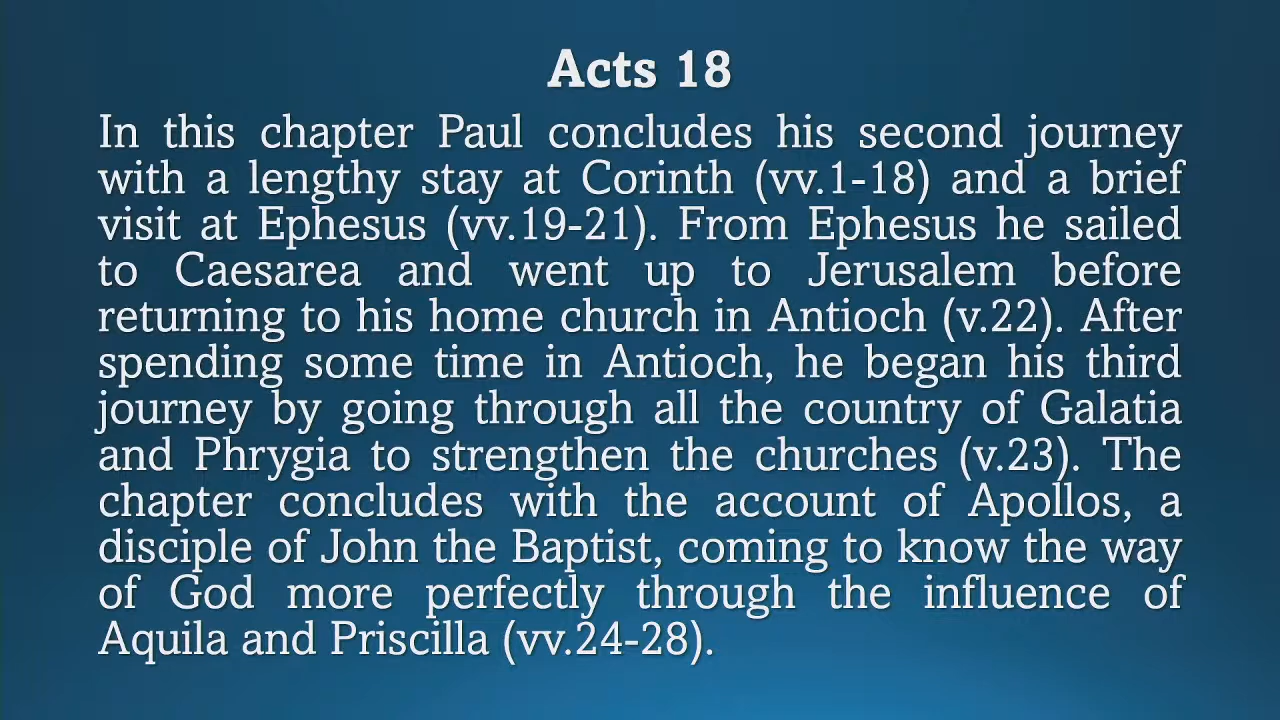 Acts 18
In this chapter Paul concludes his second journey
with a lengthy stay at Corinth (vv.1-18) and a brief
visit at Ephesus (vv.19-21). From Ephesus he sailed
to Caesarea and went up to Jerusalem before
returning to his home church in Antioch (v.22). After
spending some time in Antioch, he began his third
journey by going through all the country of Galatia
and Phrygia to strengthen the churches (v.23). The
chapter concludes with the account of Apollos, a
disciple of John the Baptist, coming to know the way
of God more perfectly through the influence of
Aquila and Priscilla (vv.24-28).